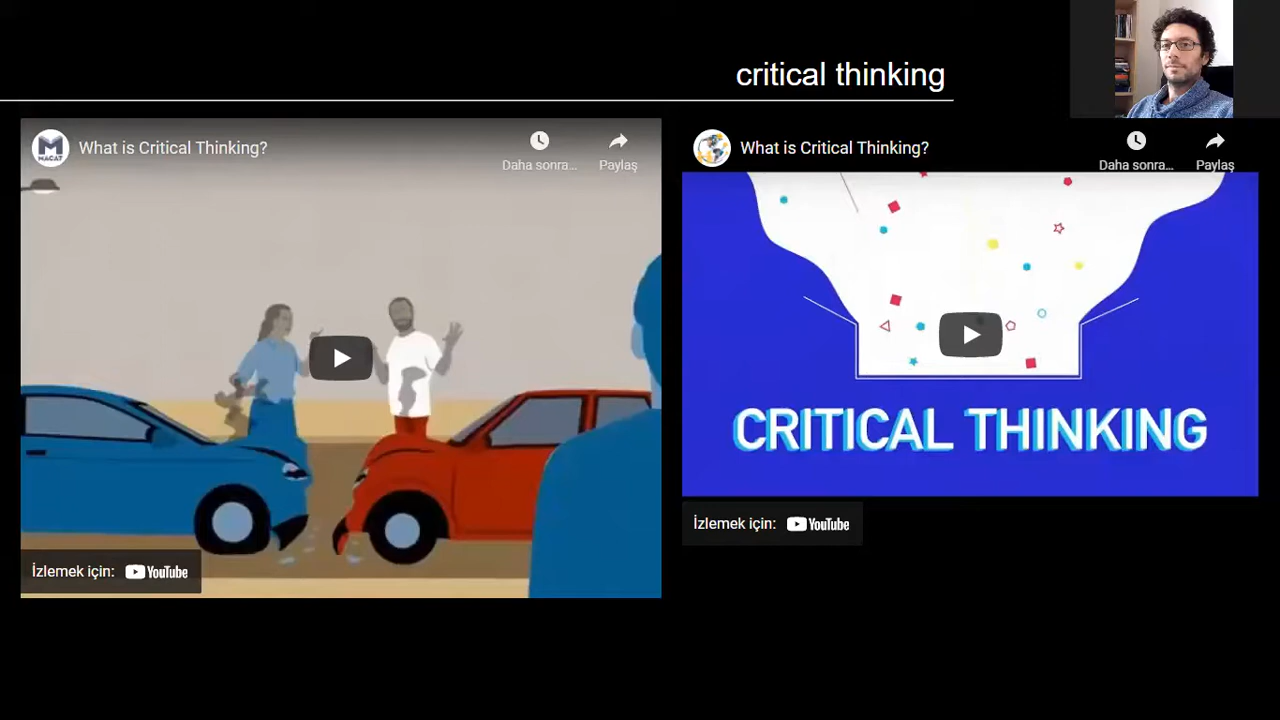 critical thinking
MACAT
What is Critical Thinking?
Daha sonra...
Paylaş
İzlemek için: YouTube
What is Critical Thinking?
Daha sonra...
Paylaş
CRITICAL THINKING
İzlemek için: YouTube